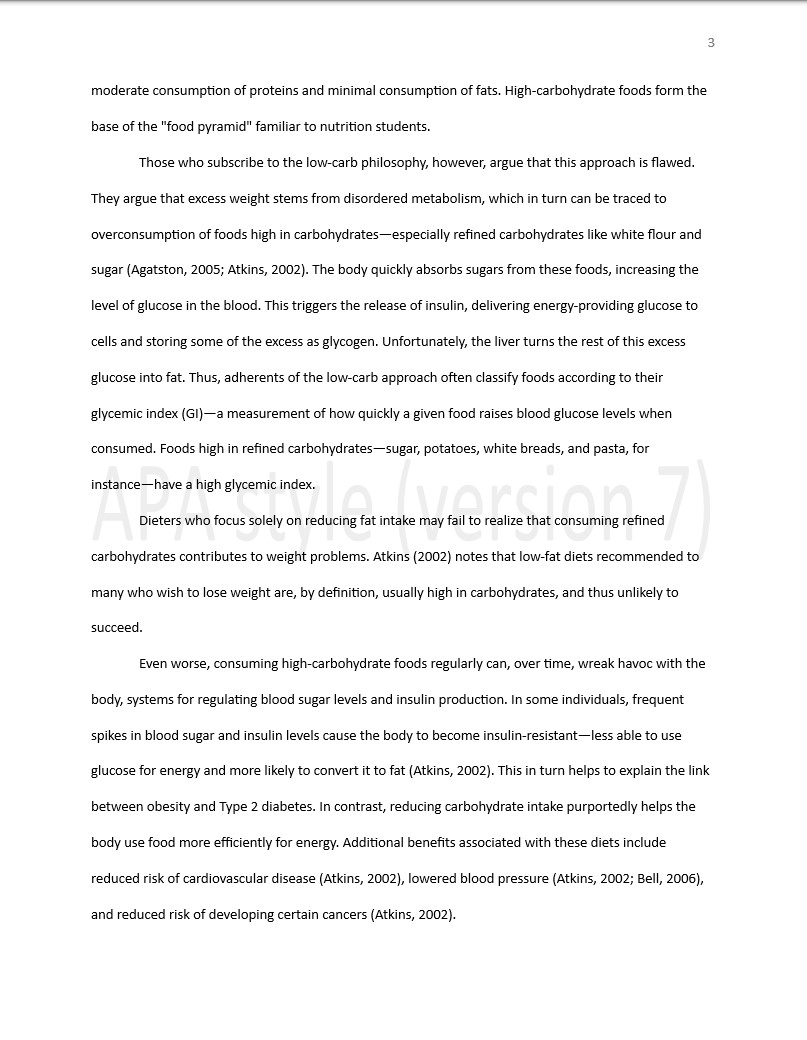 3
moderate consumption of proteins and minimal consumption of fats. High-carbohydrate foods form the
base of the "food pyramid" familiar to nutrition students.
Those who subscribe to the low-carb philosophy, however, argue that this approach is flawed.
They argue that excess weight stems from disordered metabolism, which in turn can be traced to
overconsumption of foods high in carbohydrates—especially refined carbohydrates like white flour and
sugar (Agatston, 2005; Atkins, 2002). The body quickly absorbs sugars from these foods, increasing the
level of glucose in the blood. This triggers the release of insulin, delivering energy-providing glucose to
cells and storing some of the excess as glycogen. Unfortunately, the liver turns the rest of this excess
glucose into fat. Thus, adherents of the low-carb approach often classify foods according to their
glycemic index (GI)—a measurement of how quickly a given food raises blood glucose levels when
consumed. Foods high in refined carbohydrates—sugar, potatoes, white breads, and pasta, for
instance—have a high glycemic index.
APA style (version 7)
Dieters who focus solely on reducing fat intake may fail to realize that consuming refined
carbohydrates contributes to weight problems. Atkins (2002) notes that low-fat diets recommended to
many who wish to lose weight are, by definition, usually high in carbohydrates, and thus unlikely to
succeed.
Even worse, consuming high-carbohydrate foods regularly can, over time, wreak havoc with the
body, systems for regulating blood sugar levels and insulin production. In some individuals, frequent
spikes in blood sugar and insulin levels cause the body to become insulin-resistant—less able to use
glucose for energy and more likely to convert it to fat (Atkins, 2002). This in turn helps to explain the link
between obesity and Type 2 diabetes. In contrast, reducing carbohydrate intake purportedly helps the
body use food more efficiently for energy. Additional benefits associated with these diets include
reduced risk of cardiovascular disease (Atkins, 2002), lowered blood pressure (Atkins, 2002; Bell, 2006),
and reduced risk of developing certain cancers (Atkins, 2002).